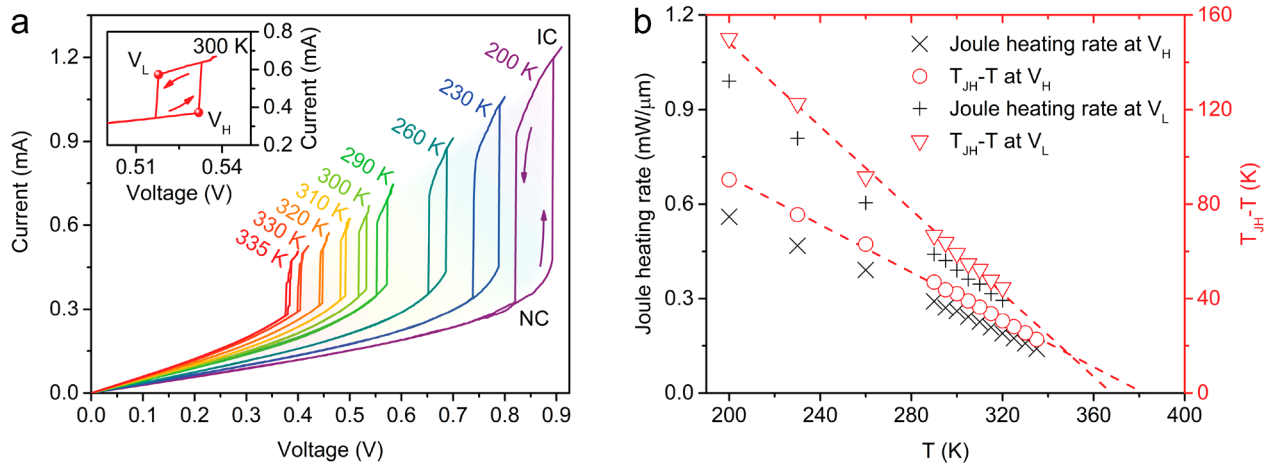 a
1.2
0.9
0.6
0.3
0.0
Current (mA)
0.0 0.1 0.2 0.3 0.4 0.5 0.6 0.7 0.8 0.9
Voltage (V)
300 K
V_L
V_H
0.8
0.6
0.4
0.2
Current (mA)
0.51 0.54
Voltage (V)
IC
NC
200 K
230 K
260 K
290 K
300 K
310 K
320 K
330 K
335 K
b
1.2
0.9
0.6
0.3
0.0
Joule heating rate (mW/μm)
Joule heating rate at V_H
T_JH-T at V_H
Joule heating rate at V_L
T_JH-T at V_L
160
120
80
40
0
T_JH-T (K)
200 240 280 320 360 400
T (K)